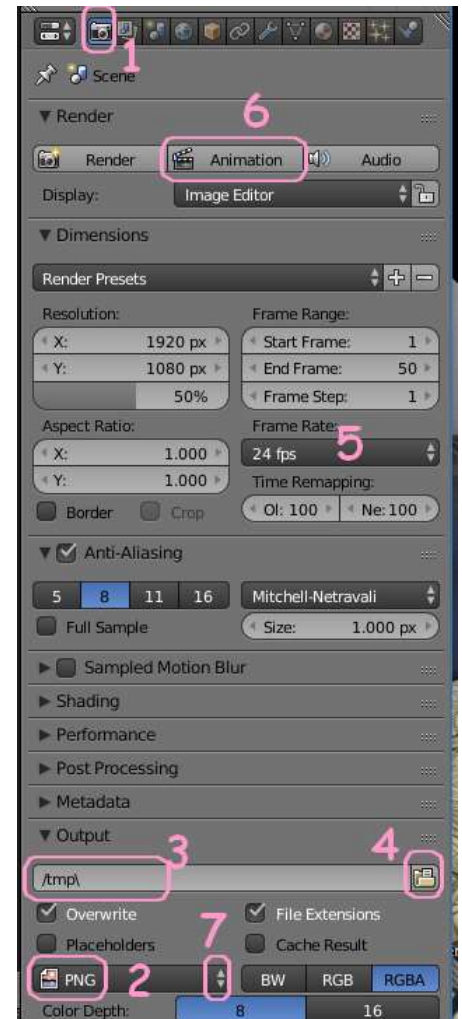 1
Scene
Render
6
Render Animation Audio
Display: Image Editor
Dimensions
Render Presets
Resolution: Frame Range:
X: 1920 px Start Frame: 1
Y: 1080 px End Frame: 50
50% Frame Step: 1
Aspect Ratio: Frame Rate:
X: 1.000 24 fps 5
Y: 1.000 Time Remapping:
Border Crop Ol: 100 Ne: 100
Anti-Aliasing
5 8 11 16 Mitchell-Netravali
Full Sample Size: 1.000 px
Sampled Motion Blur
Shading
Performance
Post Processing
Metadata
Output
3 4
/tmp\
Overwrite File Extensions
Placeholders 7 Cache Result
PNG 2 BW RGB RGBA
Color Depth: 8 16